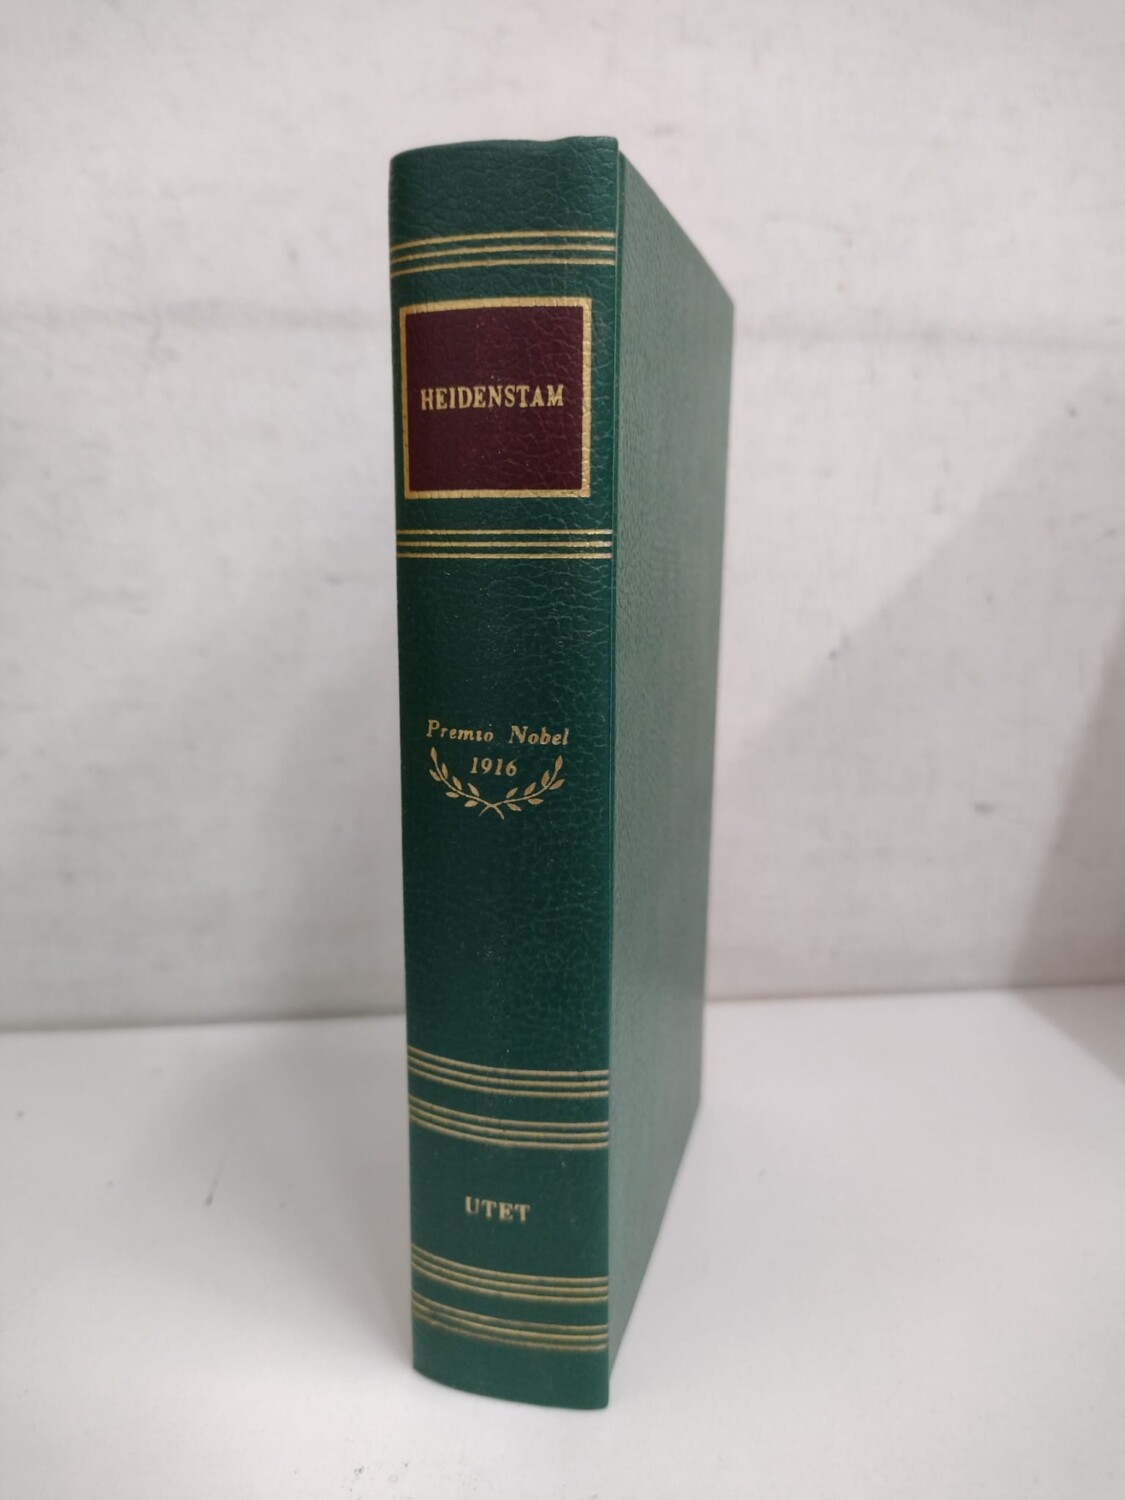 HEIDENSTAM
Premio Nobel
1916
UTET